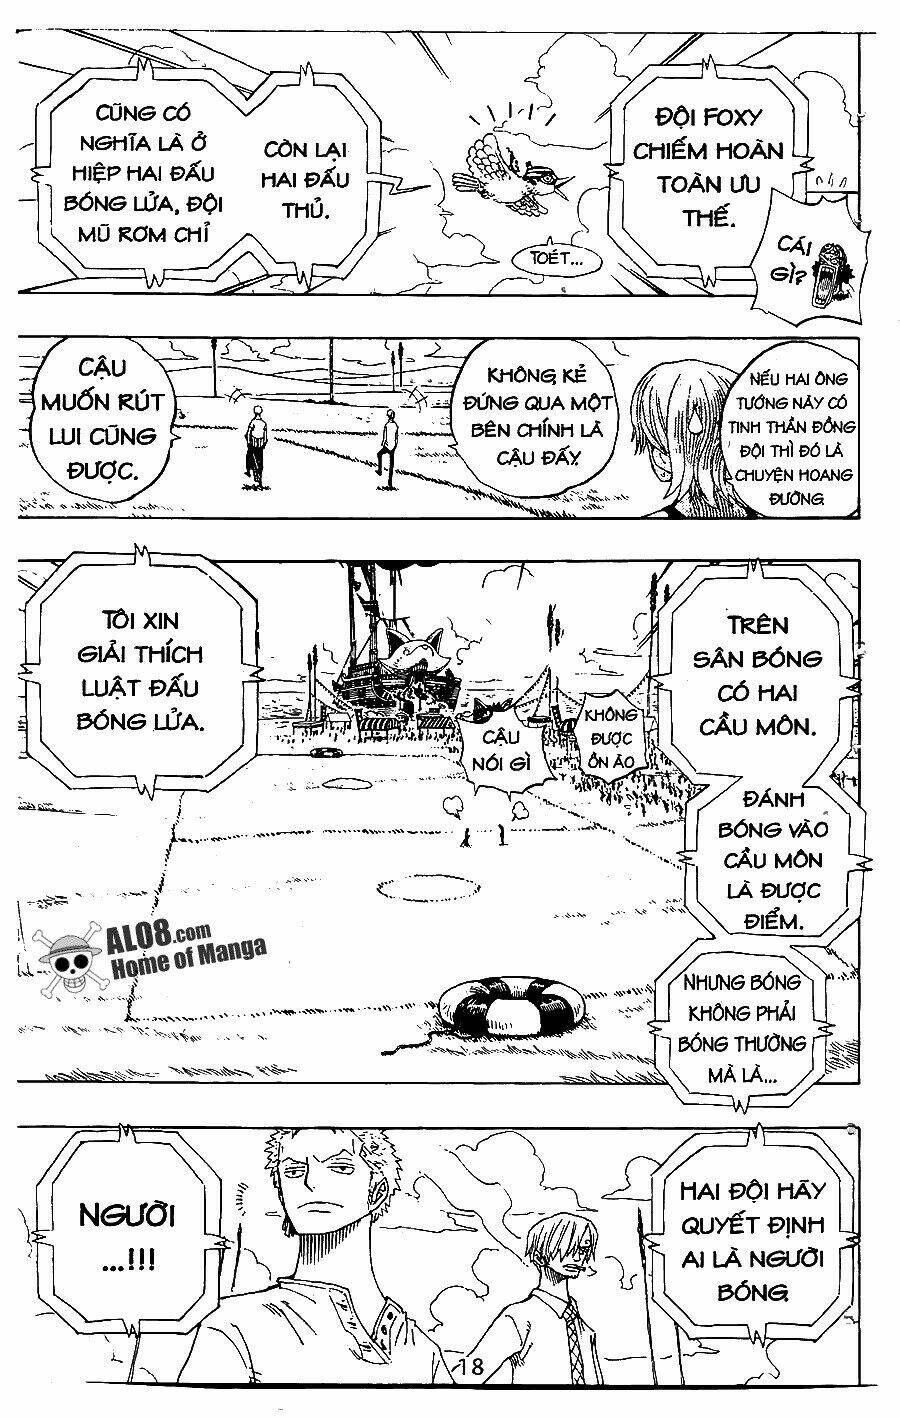 ĐỘI FOXY
CHIẾM HOÀN
TOÀN ƯU
THẾ.
CÁI
GÌ?
TOÉT...
CÒN LẠI
HAI ĐẤU
THỦ.
CŨNG CÓ
NGHĨA LÀ Ở
HIỆP HAI ĐẤU
BÓNG LỬA, ĐỘI
MŨ RƠM CHỈ
NẾU HAI ÔNG
TƯỚNG NÀY CÓ
TINH THẦN ĐỒNG
ĐỘI THÌ ĐÓ LÀ
CHUYỆN HOANG
ĐƯỜNG.
KHÔNG, KẺ
ĐỨNG QUA MỘT
BÊN CHÍNH LÀ
CẬU ĐẤY.
CẬU
MUỐN RÚT
LUI CŨNG
ĐƯỢC.
TRÊN
SÂN BÓNG
CÓ HAI
CẦU MÔN.
ĐÁNH
BÓNG VÀO
CẦU MÔN
LÀ ĐƯỢC
ĐIỂM.
NHƯNG BÓNG
KHÔNG PHẢI
BÓNG THƯỜNG
MÀ LÀ...
KHÔNG
ĐƯỢC
ỒN ÀO
CẬU
NÓI GÌ
TÔI XIN
GIẢI THÍCH
LUẬT ĐẤU
BÓNG LỬA.
AL08.com
Home of Manga
HAI ĐỘI HÃY
QUYẾT ĐỊNH
AI LÀ NGƯỜI
BÓNG.
NGƯỜI
...!!!
18